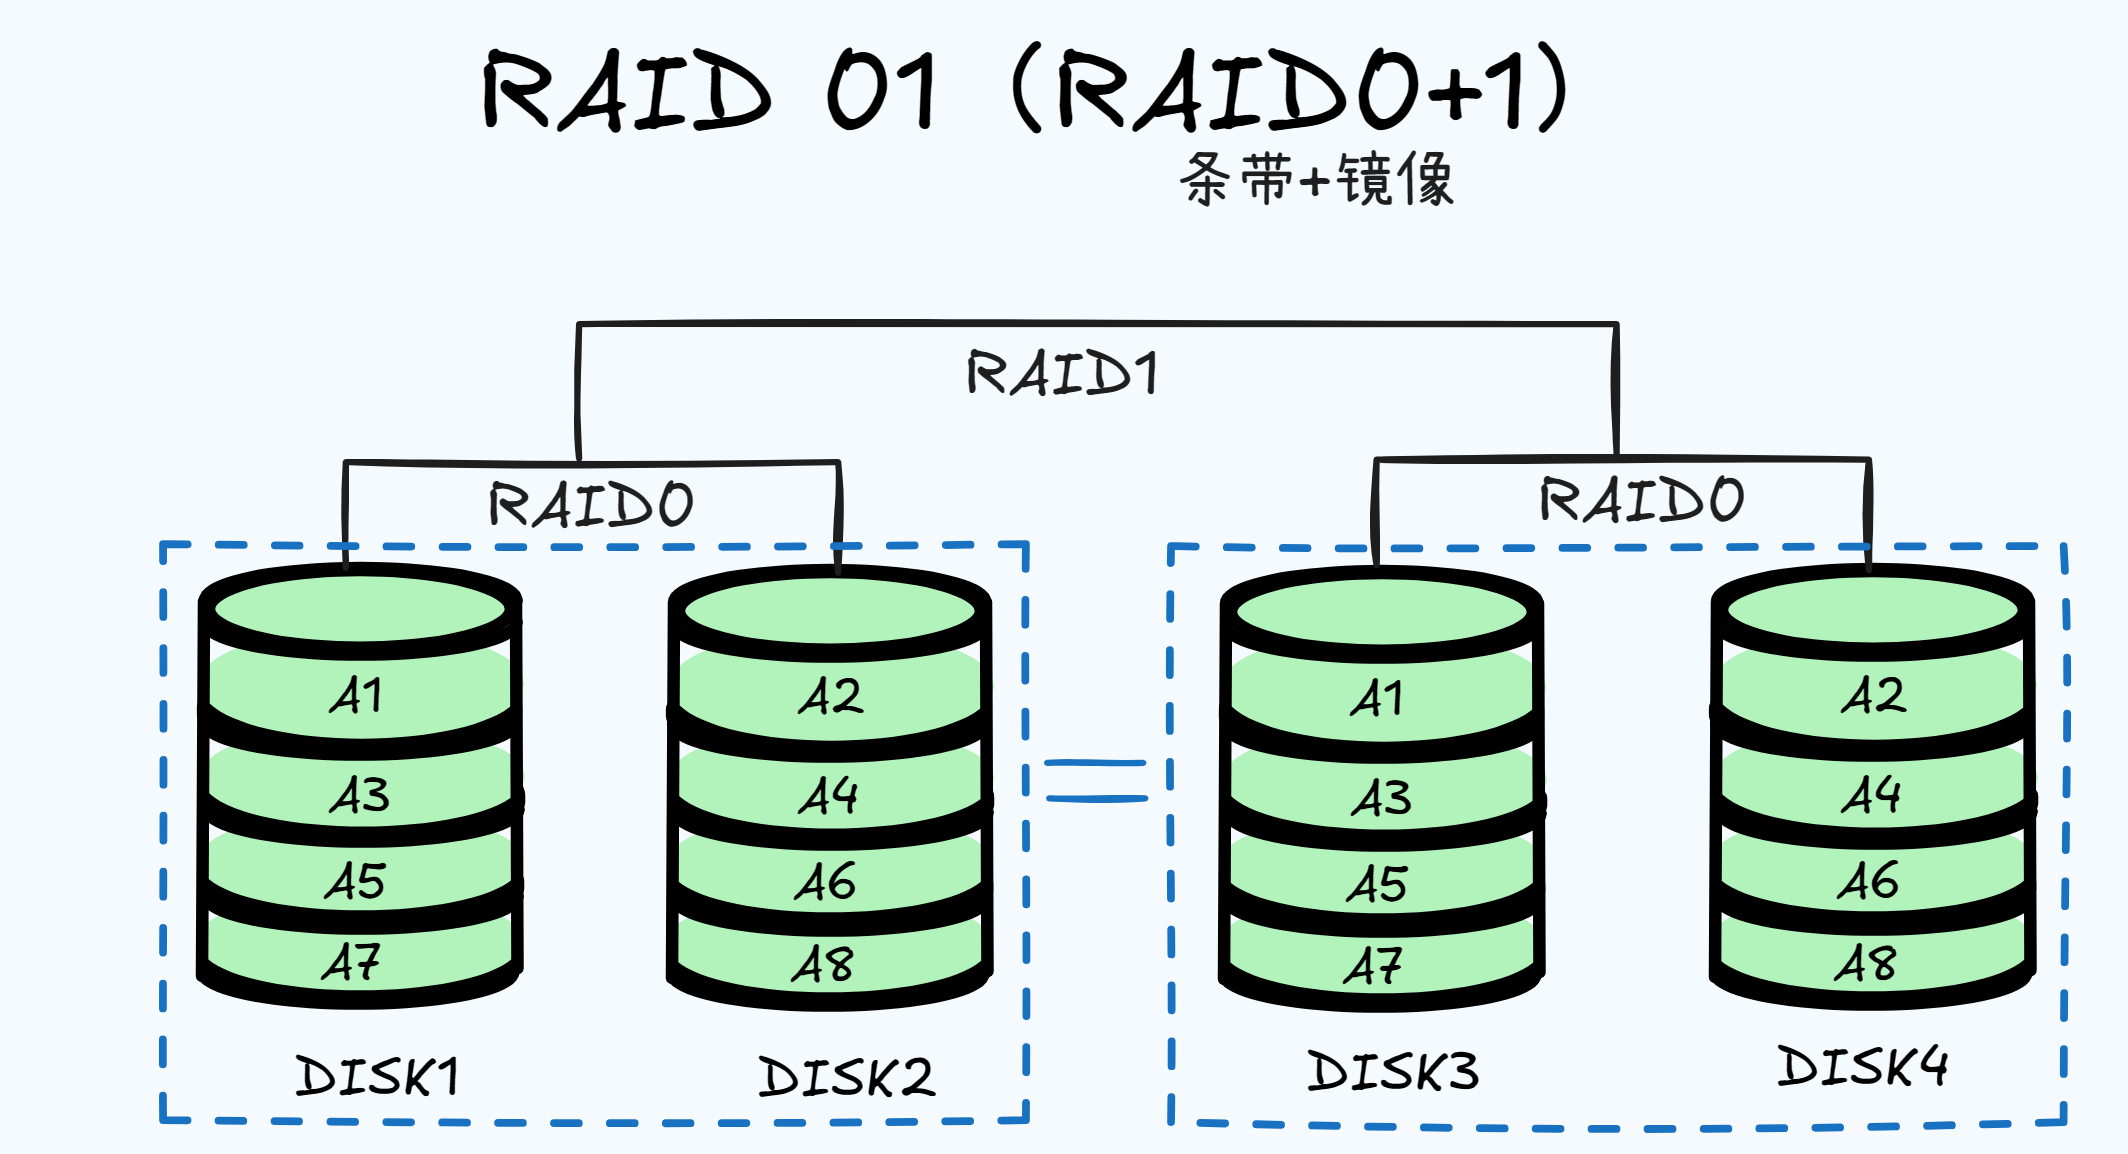 RAID 01 (RAID0+1)
条带+镜像
RAID1
RAID0 RAID0
A1 A2 A1 A2
A3 A4 A3 A4
A5 A6 A5 A6
A7 A8 A7 A8
DISK1 DISK2 DISK3 DISK4